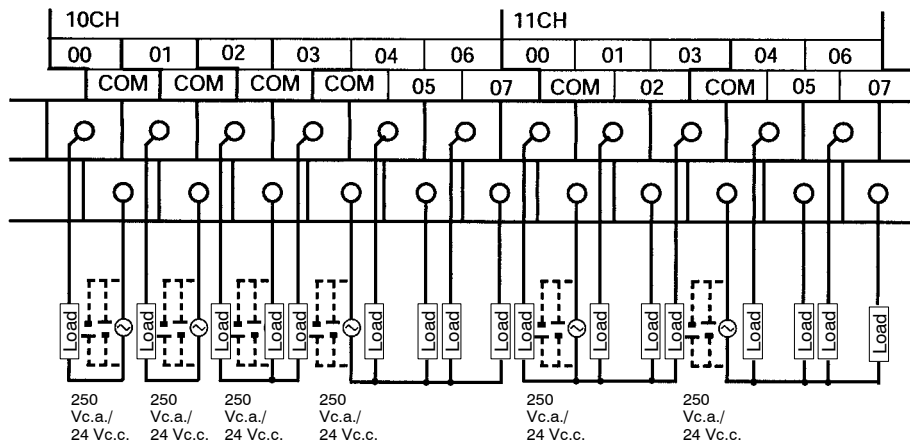 10CH 11CH
00 01 02 03 04 06 00 01 03 04 06
COM COM COM COM 05 07 COM 02 COM 05 07
Load Load Load Load Load Load Load Load Load Load Load Load Load Load Load
250 250 250 250 250 250
Vc.a./ Vc.a./ Vc.a./ Vc.a./ Vc.a./ Vc.a./
24 Vc.c. 24 Vc.c. 24 Vc.c. 24 Vc.c. 24 Vc.c. 24 Vc.c.